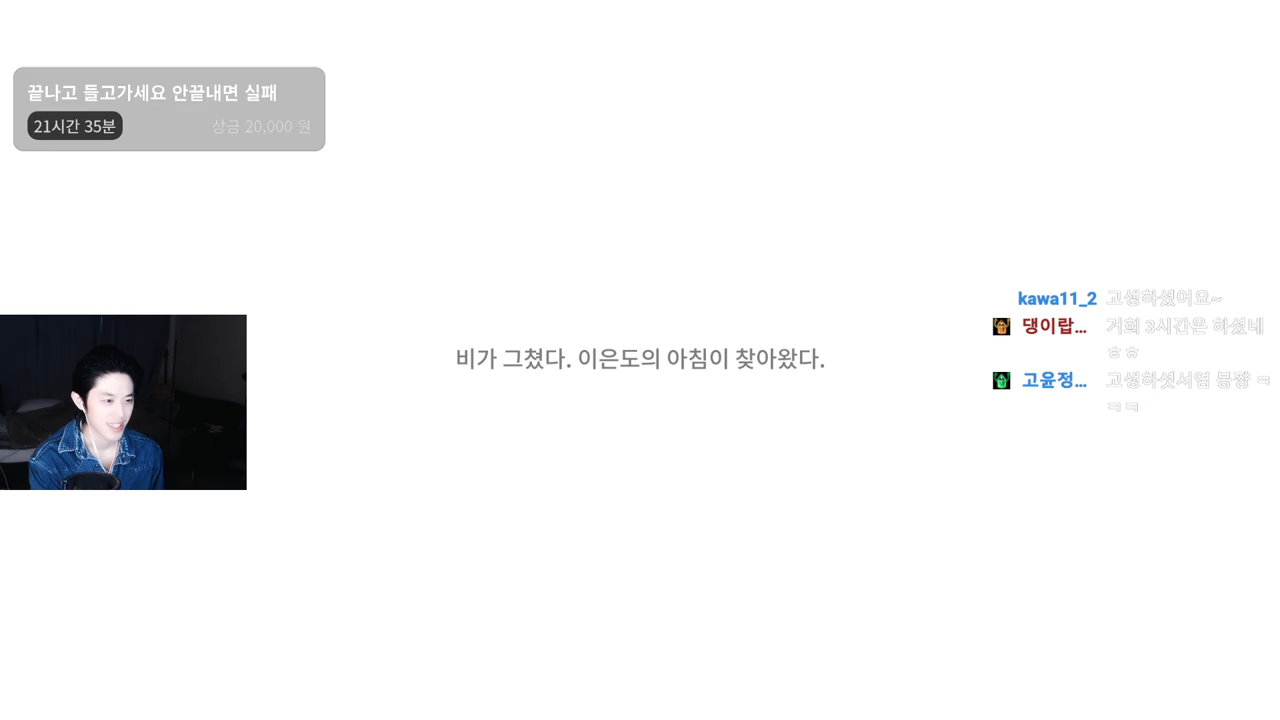 끝나고 들고가세요 안끝내면 실패
21시간 35분 상금 20,000 원
비가 그쳤다. 이은도의 아침이 찾아왔다.
kawa11_2 고생하셨어요~
댕이랍... 거희 3시간은 하셨네
ㅎㅎ
고윤정... 고생하셧서염 뭉쟝 ㅋ
ㅋㅋ